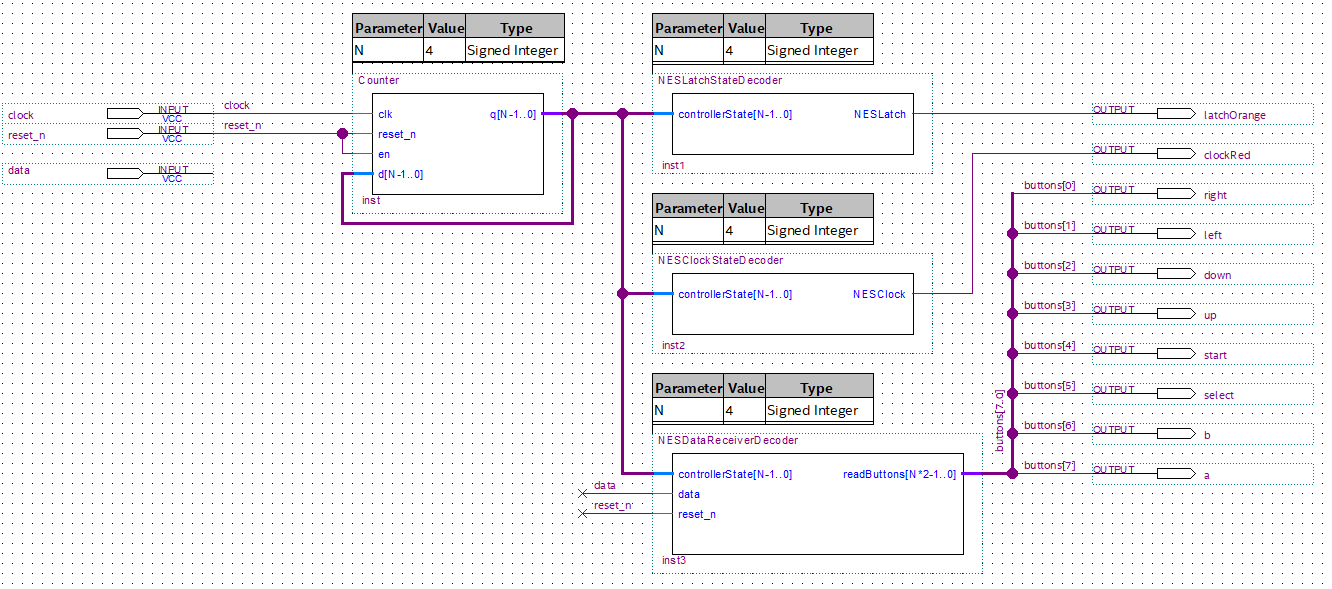 Parameter Value Type
N 4 Signed Integer
Counter
clk q[N-1..0]
reset_n
en
d[N-1..0]
inst
clock INPUT VCC clock
reset_n INPUT VCC reset_n
data INPUT VCC
Parameter Value Type
N 4 Signed Integer
NESLatchStateDecoder
controllerState[N-1..0] NESLatch
inst1
Parameter Value Type
N 4 Signed Integer
NESClockStateDecoder
controllerState[N-1..0] NESClock
inst2
Parameter Value Type
N 4 Signed Integer
NESDataReceiverDecoder
controllerState[N-1..0] readButtons[N*2-1..0]
data data
reset_n reset_n
inst3
buttons[7..0]
OUTPUT latchOrange
OUTPUT clockRed
buttons[0] OUTPUT right
buttons[1] OUTPUT left
buttons[2] OUTPUT down
buttons[3] OUTPUT up
buttons[4] OUTPUT start
buttons[5] OUTPUT select
buttons[6] OUTPUT b
buttons[7] OUTPUT a